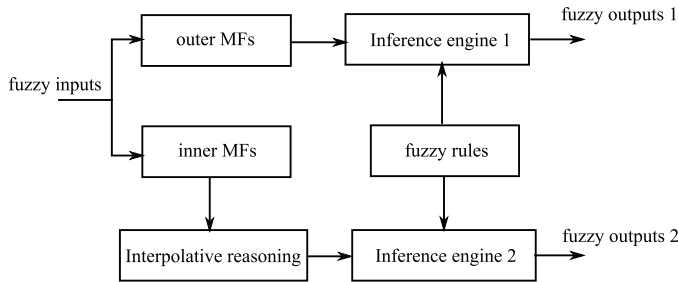 fuzzy outputs 1
outer MFs
Inference engine 1
fuzzy inputs
inner MFs
fuzzy rules
fuzzy outputs 2
Interpolative reasoning
Inference engine 2